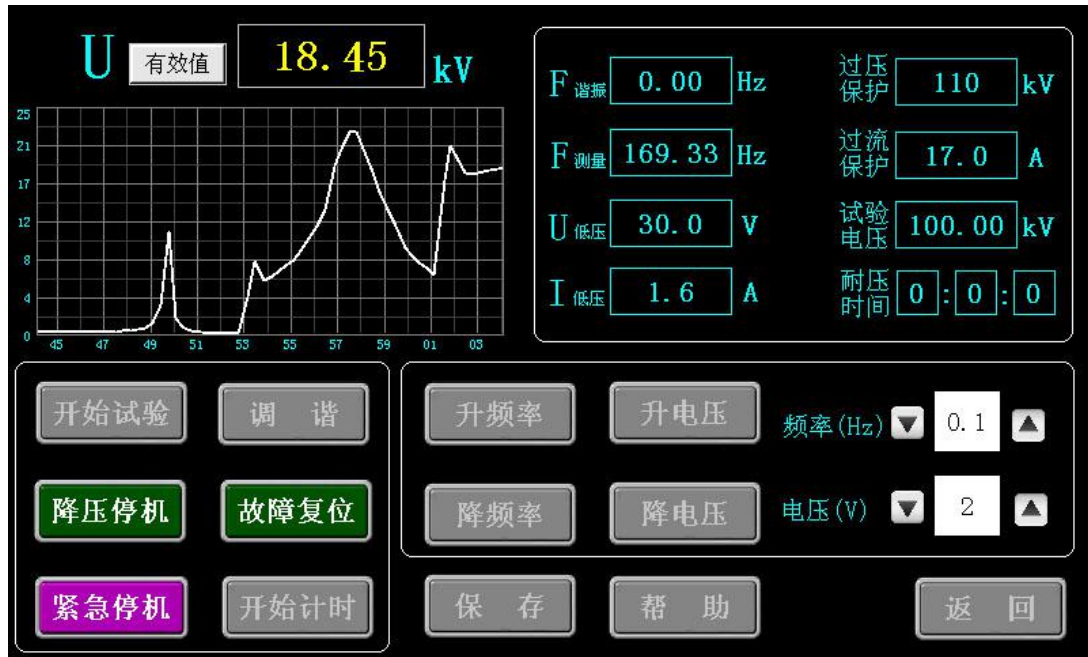 U 有效值 18.45 kV
25
21
17
12
8
4
0
45 47 49 51 53 55 57 59 01 03
F 谐振 0.00 Hz
过压保护 110 kV
F 测量 169.33 Hz
过流保护 17.0 A
U 低压 30.0 V
试验电压 100.00 kV
I 低压 1.6 A
耐压时间 0:0:0
开始试验 调 谐
降压停机 故障复位
紧急停机 开始计时
升频率 升电压 频率(Hz) 0.1
降频率 降电压 电压(V) 2
保 存 帮 助 返 回